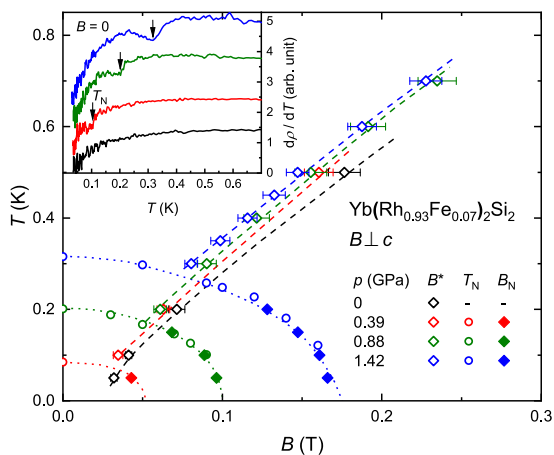 B = 0
T_N
0.1 0.2 0.3 0.4 0.5 0.6
T (K)
5
4
3
2
1
0
dρ / dT (arb. unit)
0.8
0.6
0.4
0.2
0.0
T (K)
0.0 0.1 0.2 0.3
B (T)
Yb(Rh0.93Fe0.07)2Si2
B⊥c
p (GPa) B* T_N B_N
0 - -
0.39
0.88
1.42